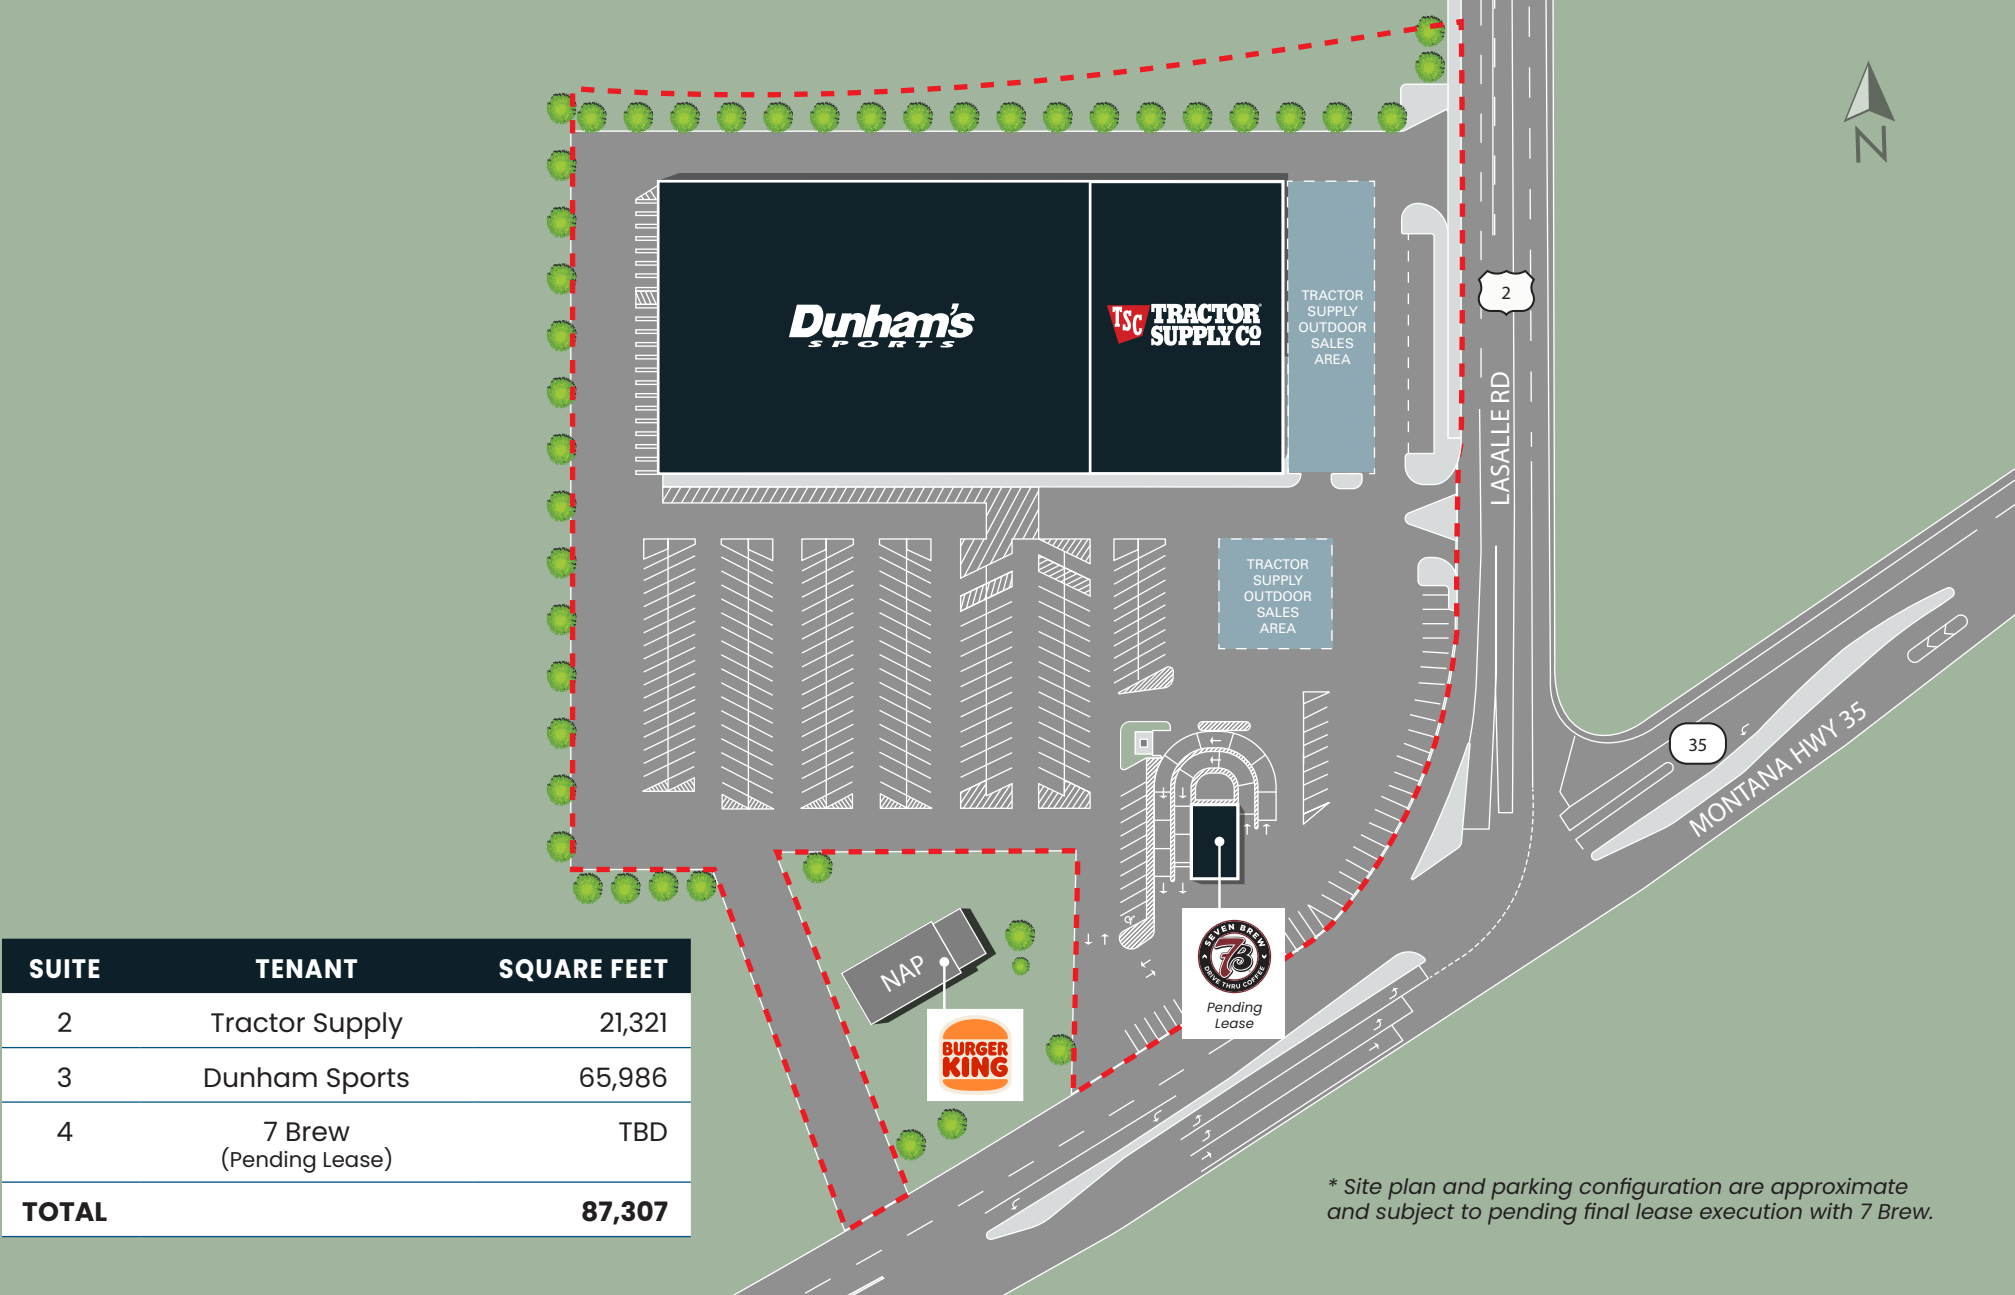 N
Dunham's
SPORTS
TSC TRACTOR
SUPPLY CO
TRACTOR
SUPPLY
OUTDOOR
SALES
AREA
2
LASALLE RD
TRACTOR
SUPPLY
OUTDOOR
SALES
AREA
35
MONTANA HWY 35
NAP
BURGER
KING
SEVEN BREW
7B
DRIVE THRU COFFEE
Pending
Lease
SUITE TENANT SQUARE FEET
2 Tractor Supply 21,321
3 Dunham Sports 65,986
4 7 Brew TBD
(Pending Lease)
TOTAL 87,307
* Site plan and parking configuration are approximate
and subject to pending final lease execution with 7 Brew.